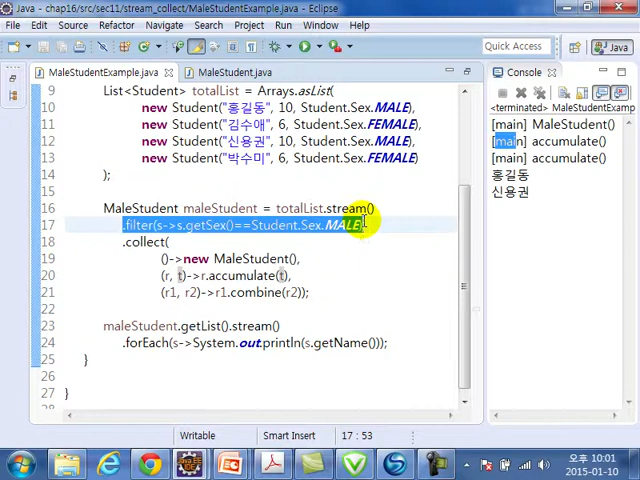 Java - chap16/src/sec11/stream_collect/MaleStudentExample.java - Eclipse
File Edit Source Refactor Navigate Search Project Run Window Help
Quick Access
Java
MaleStudentExample.java
Student.java
MaleStudent.java
9 List<Student> totalList = Arrays.asList(
10 new Student("홍길동", 10, Student.Sex.MALE),
11 new Student("김수애", 6, Student.Sex.FEMALE),
12 new Student("신용권", 10, Student.Sex.MALE),
13 new Student("박수미", 6, Student.Sex.FEMALE)
14 );
15
16 MaleStudent maleStudent = totalList.stream()
17 .filter(s->s.getSex()==Student.Sex.MALE)
18 .collect(
19 ()->new MaleStudent(),
20 (r, t)->r.accumulate(t),
21 (r1, r2)->r1.combine(r2));
22
23 maleStudent.getList().stream()
24 .forEach(s->System.out.println(s.getName()));
25 }
26
27 }
28
Console
<terminated> MaleStudentExamp
[main] MaleStudent()
[main] accumulate()
[main] accumulate()
홍길동
신용권
Writable
Smart Insert
17 : 53
오후 10:01
2015-01-10